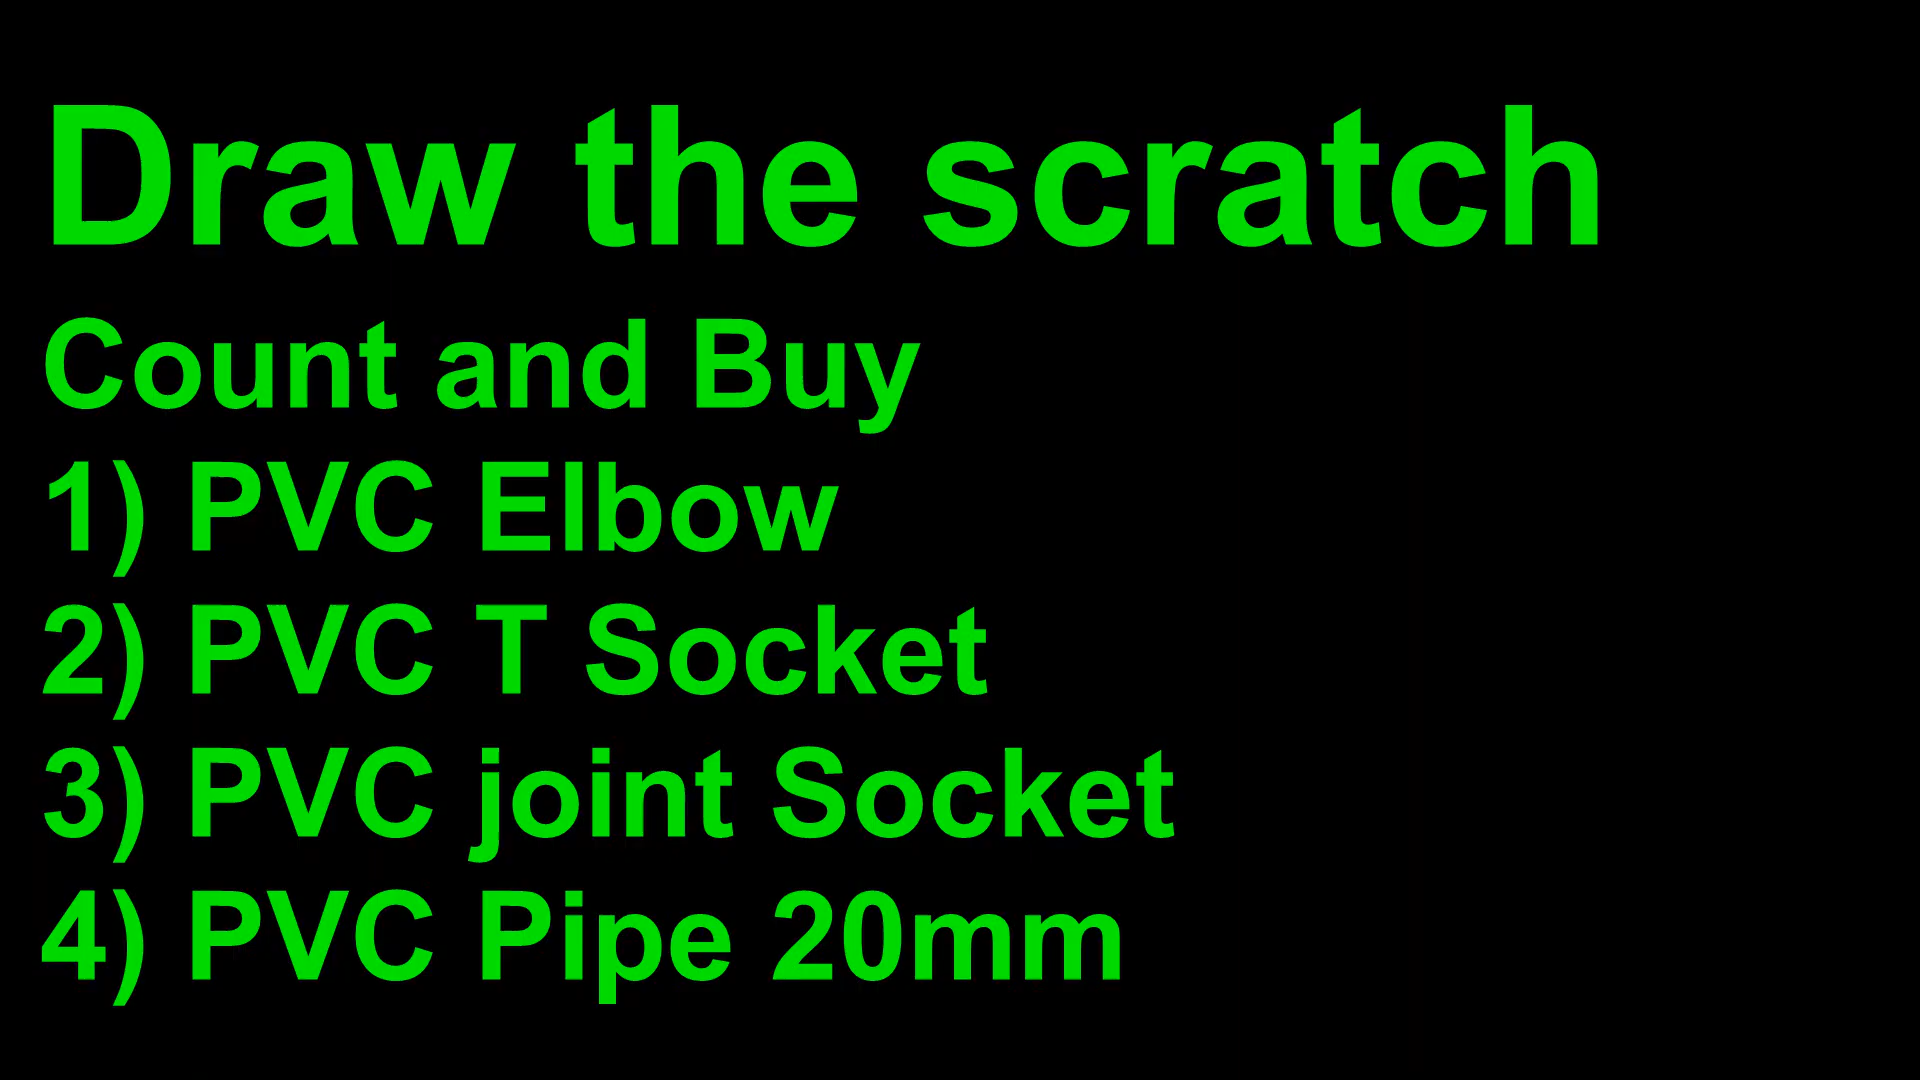 Draw the scratch
Count and Buy
1) PVC Elbow
2) PVC T Socket
3) PVC joint Socket
4) PVC Pipe 20mm